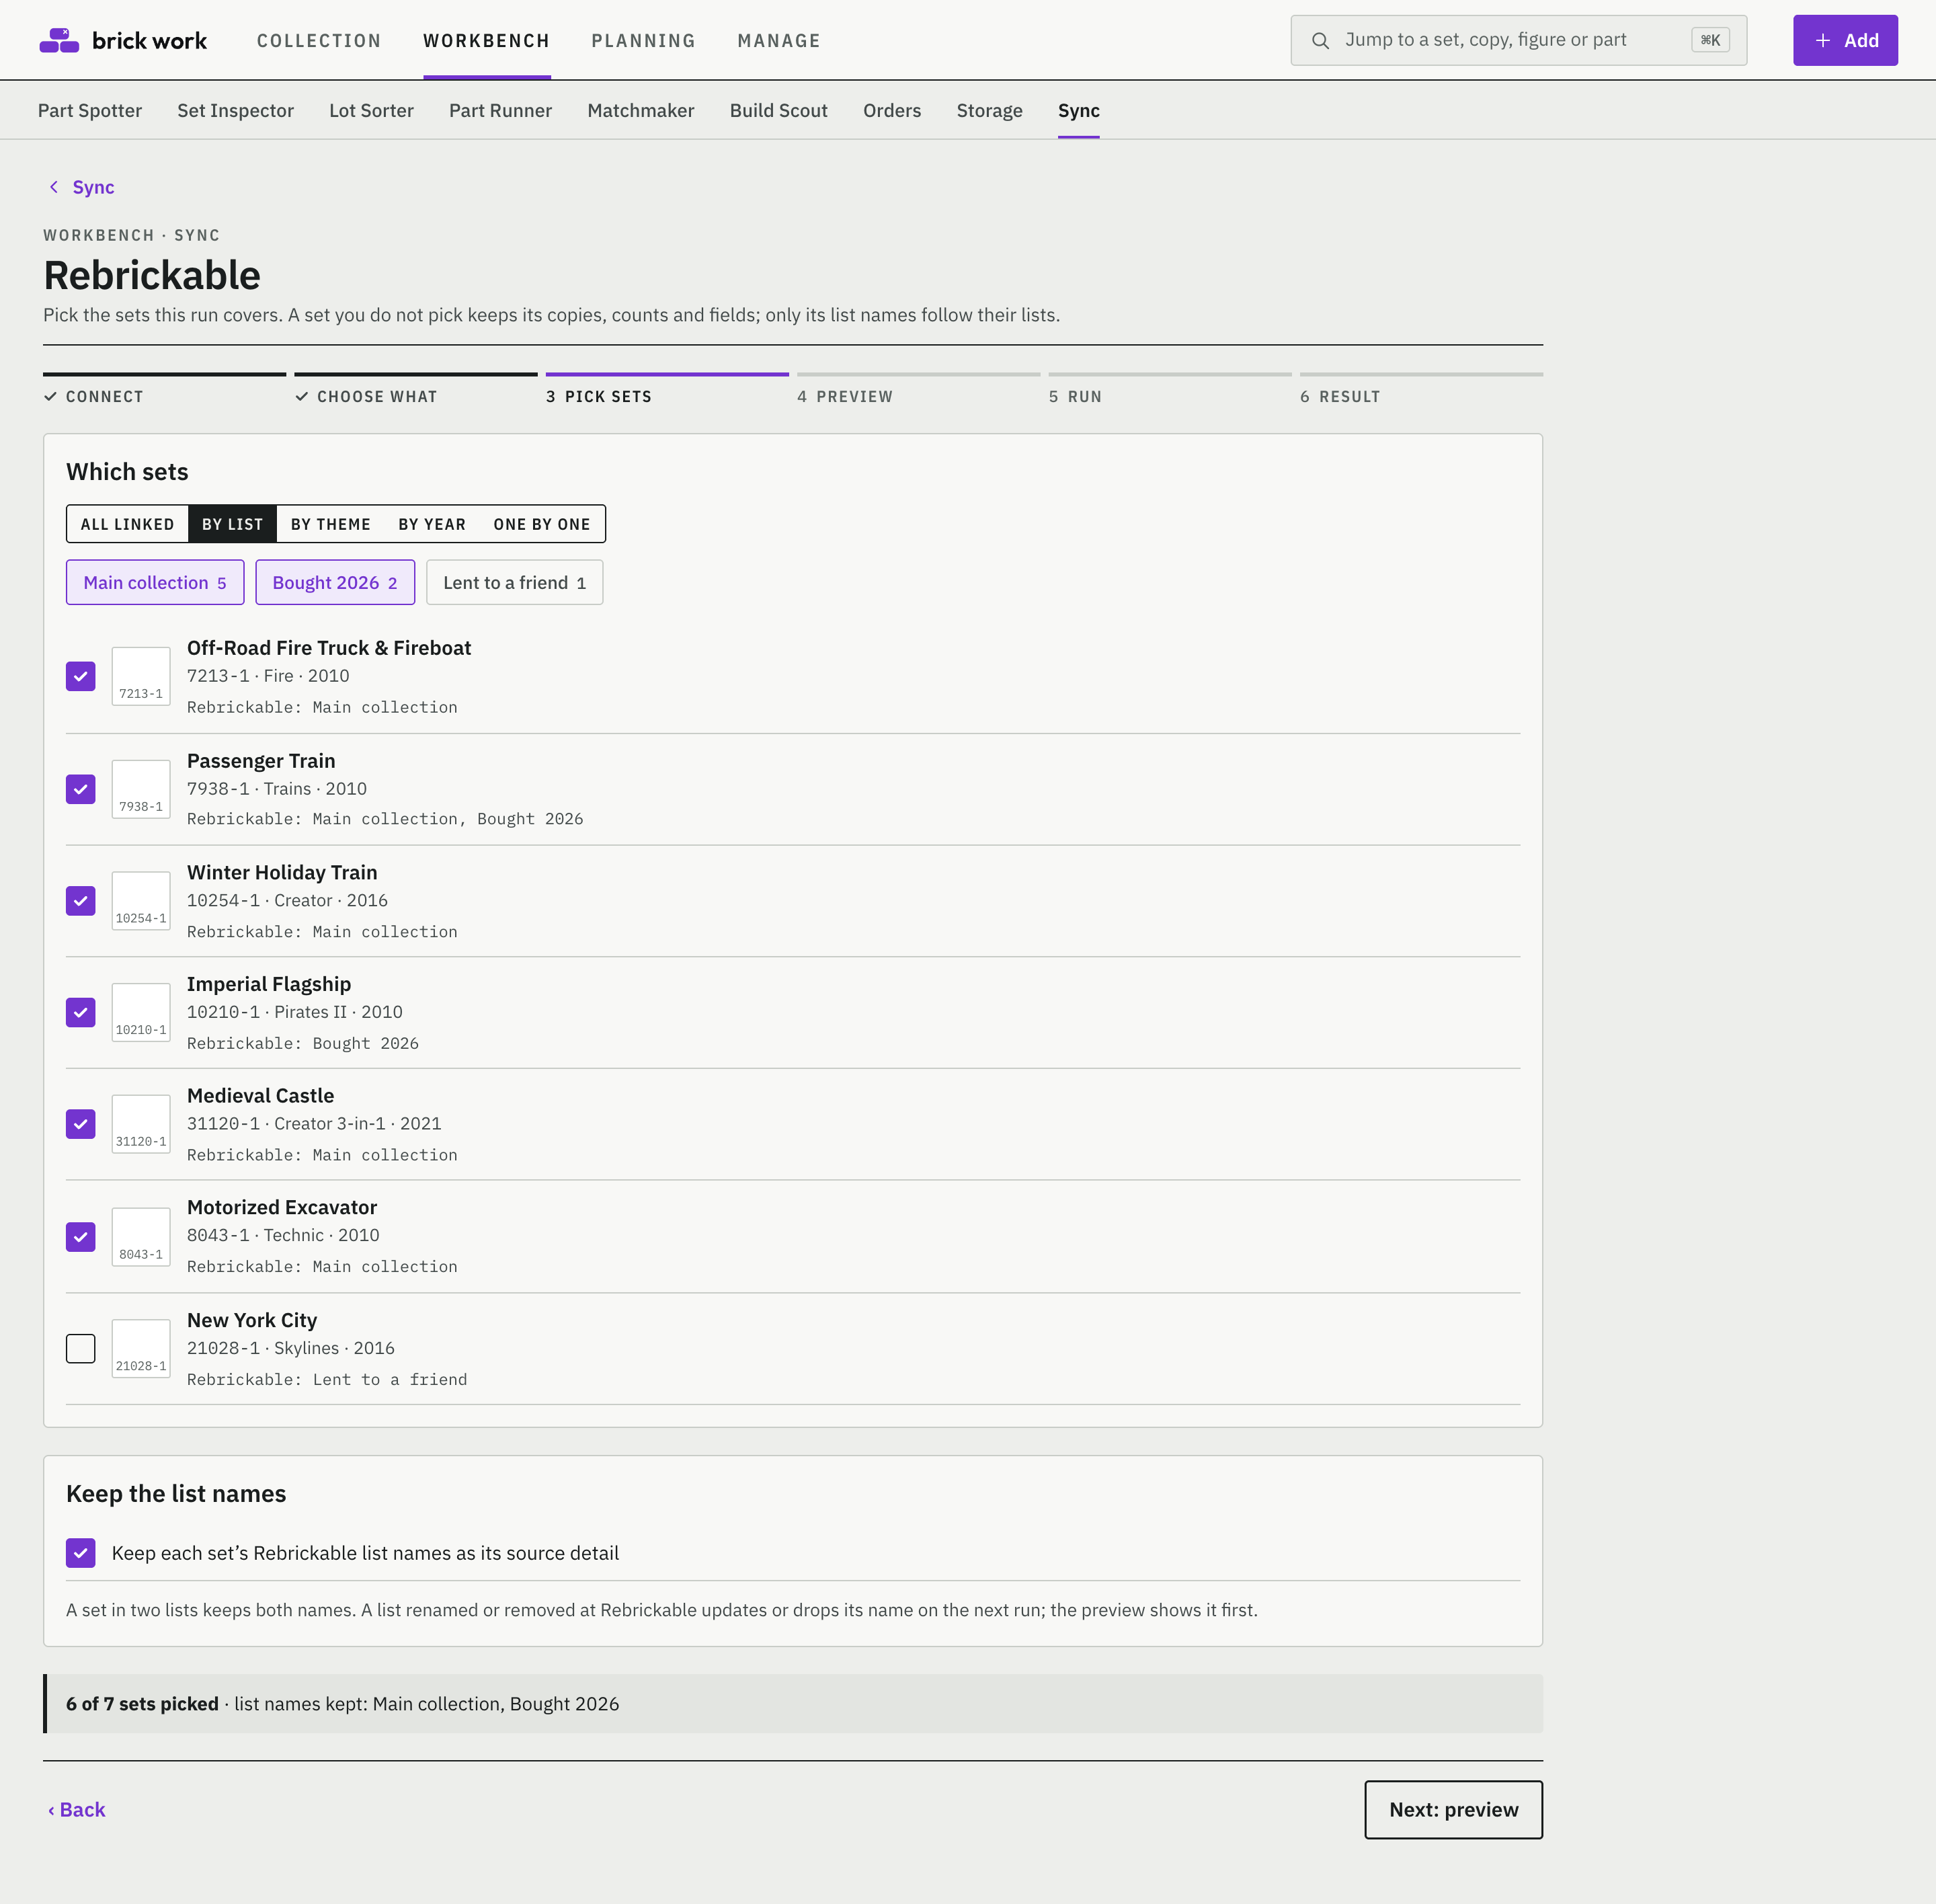 brick work
COLLECTION WORKBENCH PLANNING MANAGE
Jump to a set, copy, figure or part ⌘K
+ Add
Part Spotter Set Inspector Lot Sorter Part Runner Matchmaker Build Scout Orders Storage Sync
‹ Sync
WORKBENCH · SYNC
Rebrickable
Pick the sets this run covers. A set you do not pick keeps its copies, counts and fields; only its list names follow their lists.
✓ CONNECT ✓ CHOOSE WHAT 3 PICK SETS 4 PREVIEW 5 RUN 6 RESULT
Which sets
ALL LINKED BY LIST BY THEME BY YEAR ONE BY ONE
Main collection 5 Bought 2026 2 Lent to a friend 1
Off-Road Fire Truck & Fireboat
7213-1 · Fire · 2010
7213-1
Rebrickable: Main collection
Passenger Train
7938-1 · Trains · 2010
7938-1
Rebrickable: Main collection, Bought 2026
Winter Holiday Train
10254-1 · Creator · 2016
10254-1
Rebrickable: Main collection
Imperial Flagship
10210-1 · Pirates II · 2010
10210-1
Rebrickable: Bought 2026
Medieval Castle
31120-1 · Creator 3-in-1 · 2021
31120-1
Rebrickable: Main collection
Motorized Excavator
8043-1 · Technic · 2010
8043-1
Rebrickable: Main collection
New York City
21028-1 · Skylines · 2016
21028-1
Rebrickable: Lent to a friend
Keep the list names
Keep each set’s Rebrickable list names as its source detail
A set in two lists keeps both names. A list renamed or removed at Rebrickable updates or drops its name on the next run; the preview shows it first.
6 of 7 sets picked · list names kept: Main collection, Bought 2026
‹ Back
Next: preview